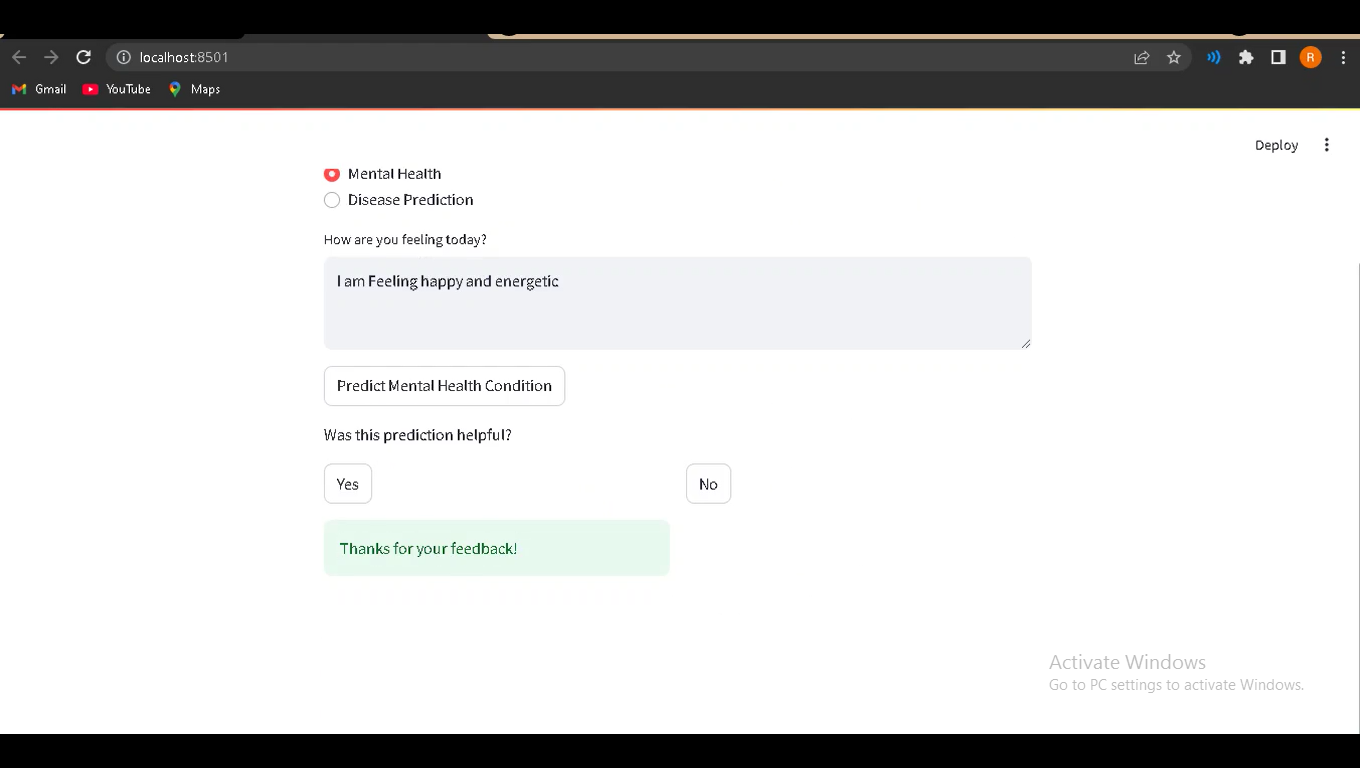 localhost:8501
R
Gmail YouTube Maps
Deploy
Mental Health
Disease Prediction
How are you feeling today?
I am Feeling happy and energetic
Predict Mental Health Condition
Was this prediction helpful?
Yes No
Thanks for your feedback!
Activate Windows
Go to PC settings to activate Windows.